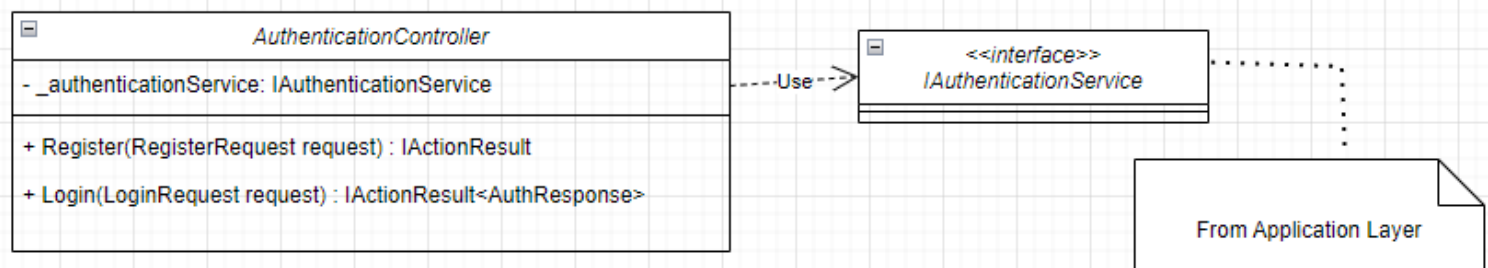 AuthenticationController
- _authenticationService: IAuthenticationService
+ Register(RegisterRequest request) : IActionResult
+ Login(LoginRequest request) : IActionResult<AuthResponse>
Use
<<interface>>
IAuthenticationService
From Application Layer